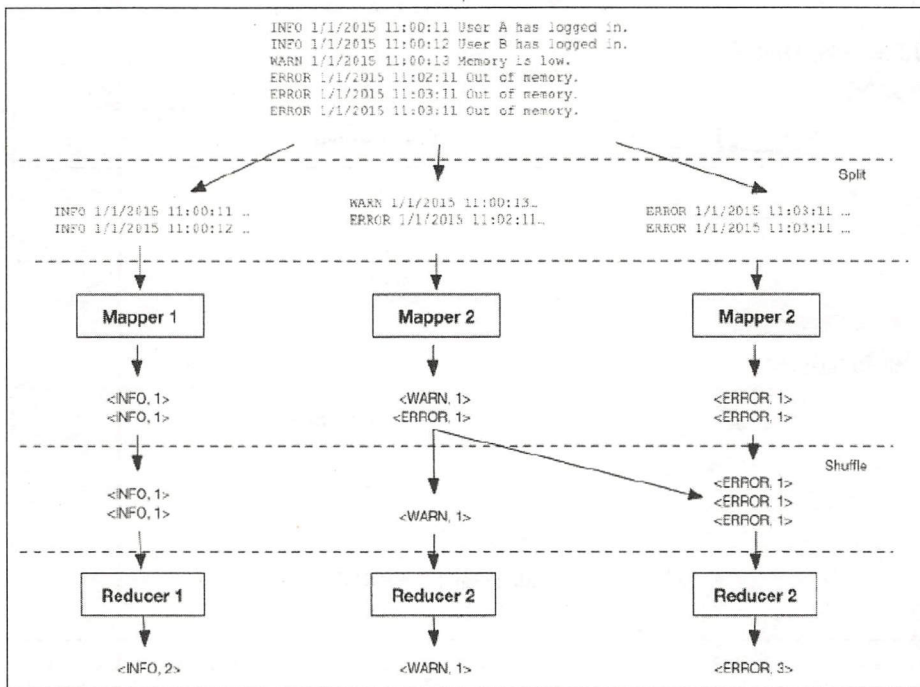 INFO 1/1/2015 11:00:11 User A has logged in.
INFO 1/1/2015 11:00:12 User B has logged in.
WARN 1/1/2015 11:00:13 Memory is low.
ERROR 1/1/2015 11:02:11 Out of memory.
ERROR 1/1/2015 11:03:11 Out of memory.
ERROR 1/1/2015 11:03:11 Out of memory.
Split
INFO 1/1/2015 11:00:11 …
INFO 1/1/2015 11:00:12 …
WARN 1/1/2015 11:00:13…
ERROR 1/1/2015 11:02:11…
ERROR 1/1/2015 11:03:11 …
ERROR 1/1/2015 11:03:11 …
Mapper 1
Mapper 2
Mapper 2
<INFO, 1>
<INFO, 1>
<WARN, 1>
<ERROR, 1>
<ERROR, 1>
<ERROR, 1>
Shuffle
<INFO, 1>
<INFO, 1>
<WARN, 1>
<ERROR, 1>
<ERROR, 1>
<ERROR, 1>
Reducer 1
Reducer 2
Reducer 2
<INFO, 2>
<WARN, 1>
<ERROR, 3>